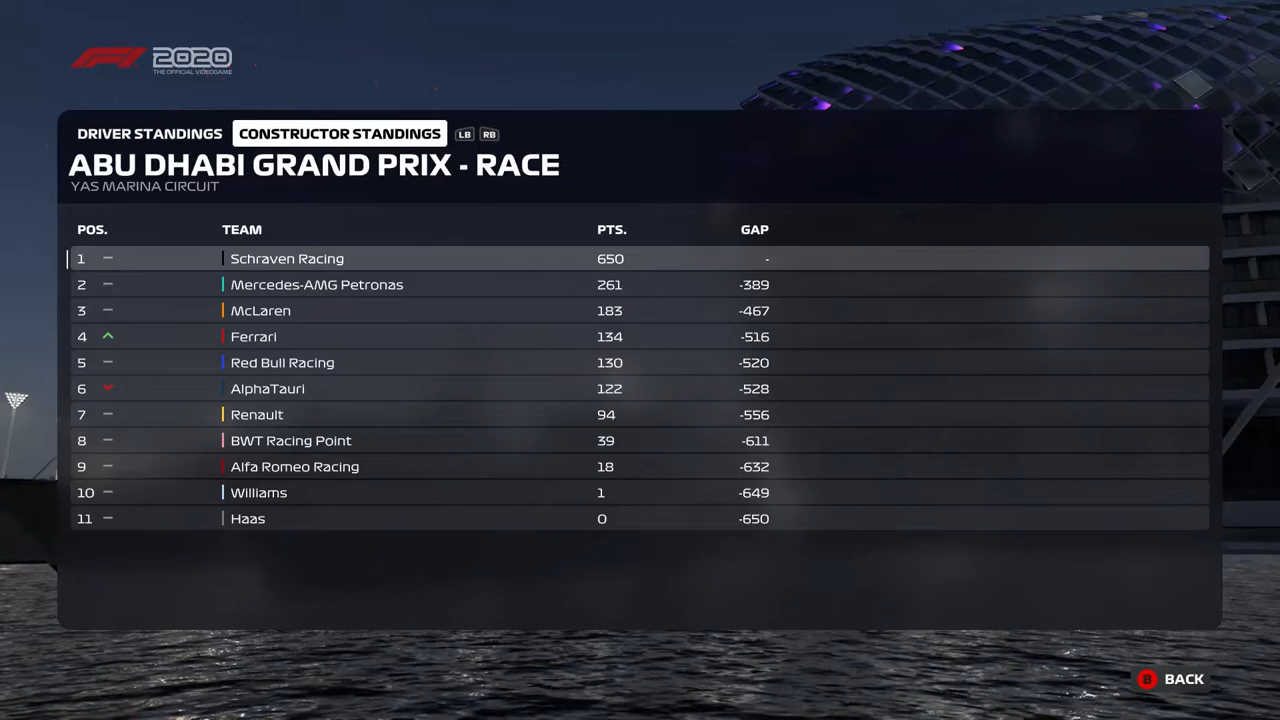 F1 2020
THE OFFICIAL VIDEOGAME
DRIVER STANDINGS CONSTRUCTOR STANDINGS LB RB
ABU DHABI GRAND PRIX - RACE
YAS MARINA CIRCUIT
POS. TEAM PTS. GAP
1 – Schraven Racing 650 -
2 – Mercedes-AMG Petronas 261 -389
3 – McLaren 183 -467
4 Ferrari 134 -516
5 – Red Bull Racing 130 -520
6 AlphaTauri 122 -528
7 – Renault 94 -556
8 – BWT Racing Point 39 -611
9 – Alfa Romeo Racing 18 -632
10 – Williams 1 -649
11 – Haas 0 -650
B BACK